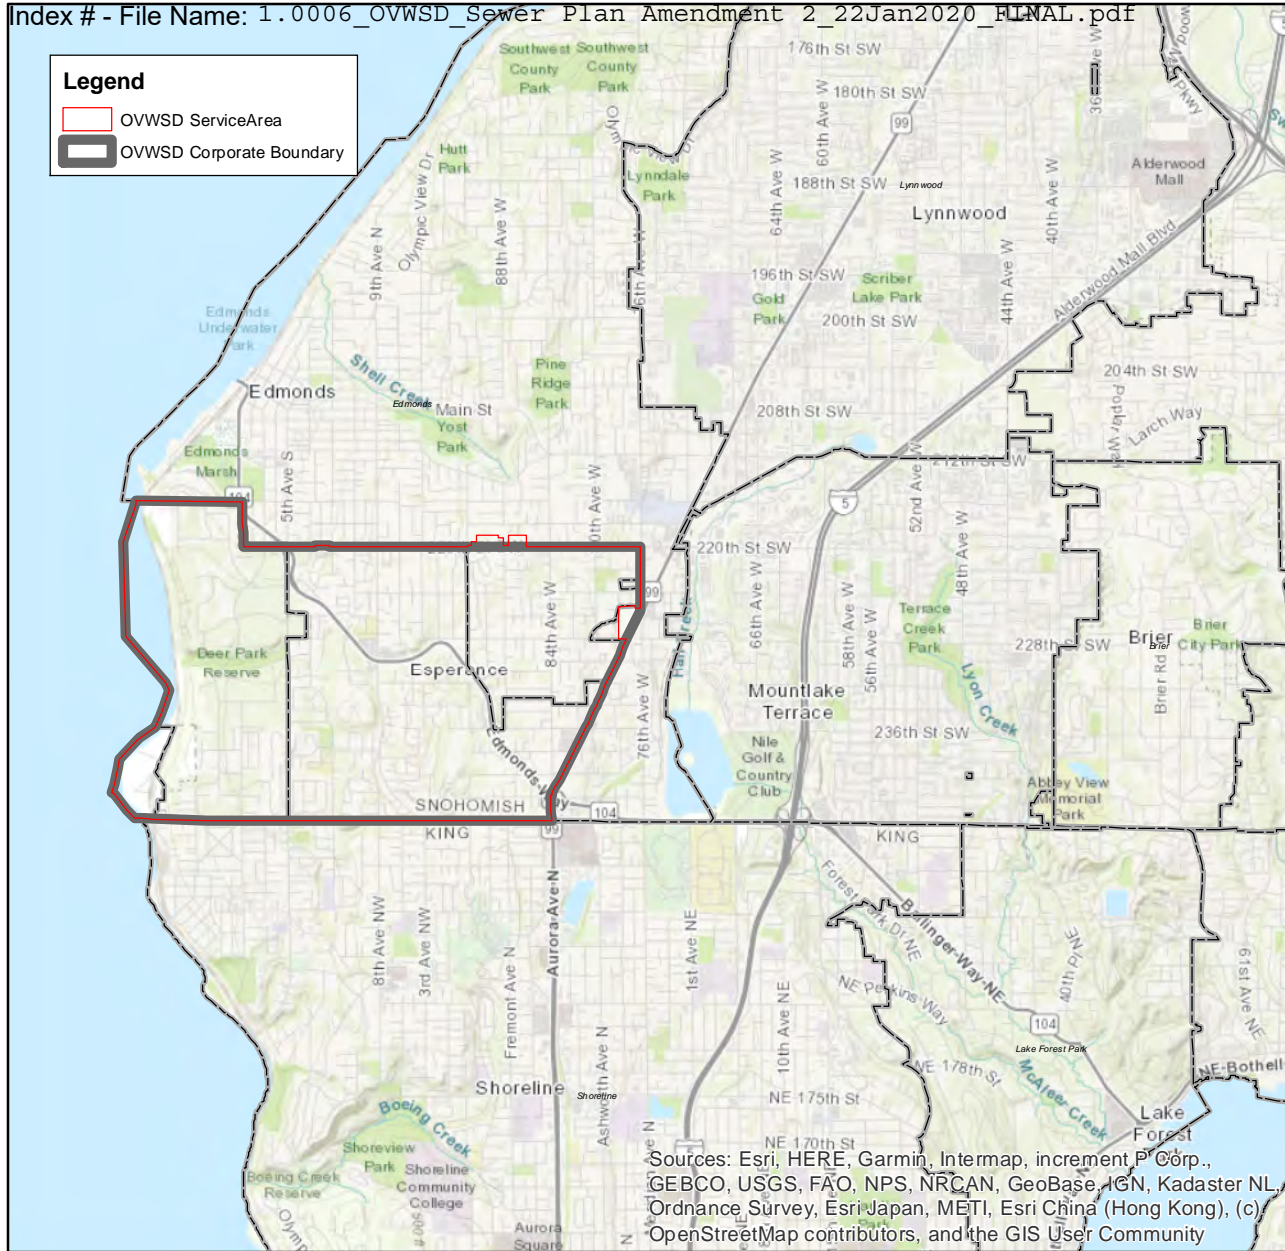 Index # - File Name: 1.0006_OVWSD_Sewer Plan Amendment 2_22Jan2020_FINAL.pdf
Legend
OVWSD ServiceArea
OVWSD Corporate Boundary
Southwest County Park
Southwest County Park
176th St SW
180th St SW
36th Ave W
Pkwy
99
60th Ave W
Hutt Park
Olympic View Dr
Lynndale Park
64th Ave W
188th St SW
Lynnwood
Lynnwood
40th Ave W
Alderwood Mall
9th Ave N
Olympic View Dr
88th Ave W
196th St SW
Scriber Lake Park
Gold Park
200th St SW
44th Ave W
Alderwood Mall Blvd
Edmonds Underwater Park
Edmonds
Shell Creek
Edmonds
Main St
Yost Park
Pine Ridge Park
204th St SW
Poplar Way
Larch Way
208th St SW
212th St SW
Edmonds Marsh
104
5th Ave S
52nd Ave W
5
48th Ave W
220th St SW
99
84th Ave W
66th Ave W
58th Ave W
56th Ave W
Terrace Creek Park
228th St SW
Brier
Brier
Brier City Park
Brier Rd
Deer Park Reserve
Esperance
76th Ave W
Mountlake Terrace
Lyon Creek
236th St SW
Edmonds Way
Nile Golf & Country Club
Abbey View Memorial Park
SNOHOMISH
KING
104
99
KING
8th Ave NW
3rd Ave NW
Fremont Ave N
Aurora Ave N
1st Ave NE
Forest Park Dr NE
Ballinger Way NE
40th Pl NE
61st Ave NE
NE Perkins Way
10th Ave NE
104
Lake Forest Park
NE 178th St
McAleer Creek
NE Bothell
Shoreline
Shoreline
Ashworth Ave N
NE 175th St
Boeing Creek
Lake Forest
NE 170th St
Shoreview Park
Shoreline Community College
Boeing Creek Reserve
Aurora Square
Sources: Esri, HERE, Garmin, Intermap, increment P Corp.,
GEBCO, USGS, FAO, NPS, NRCAN, GeoBase, IGN, Kadaster NL,
Ordnance Survey, Esri Japan, METI, Esri China (Hong Kong), (c)
OpenStreetMap contributors, and the GIS User Community